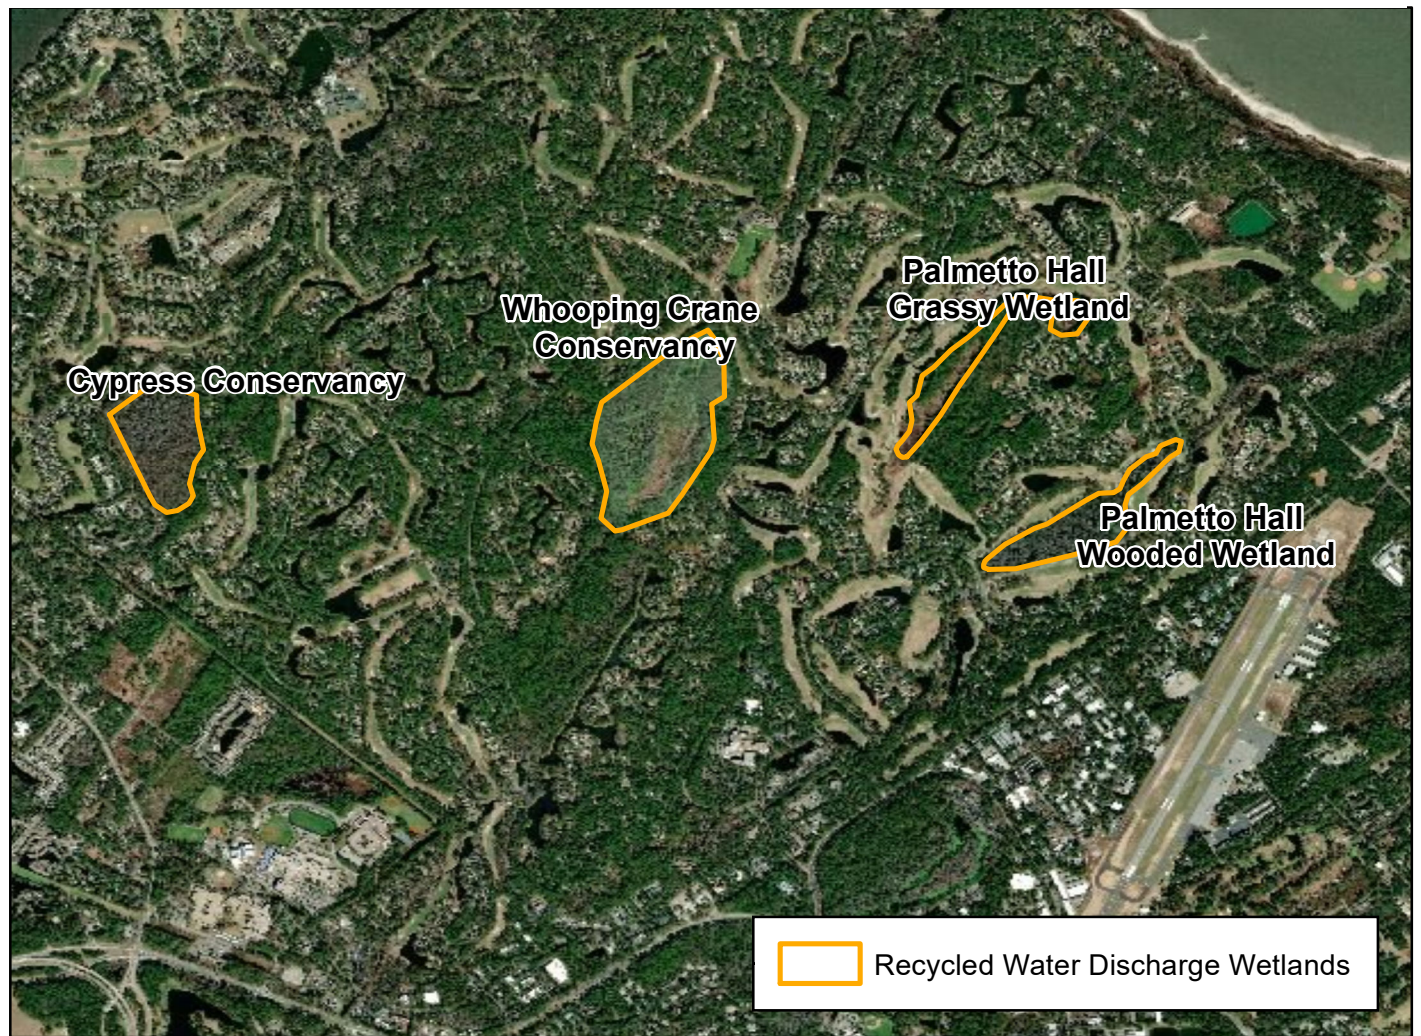 Palmetto Hall
Grassy Wetland
Whooping Crane
Conservancy
Cypress Conservancy
Palmetto Hall
Wooded Wetland
Recycled Water Discharge Wetlands